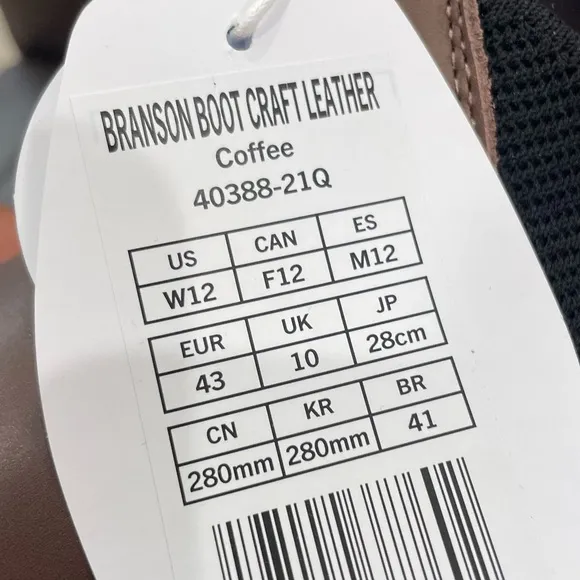 BRANSON BOOT CRAFT LEATHER
Coffee
40388-21Q
US CAN ES
W12 F12 M12
EUR UK JP
43 10 28cm
CN KR BR
280mm 280mm 41